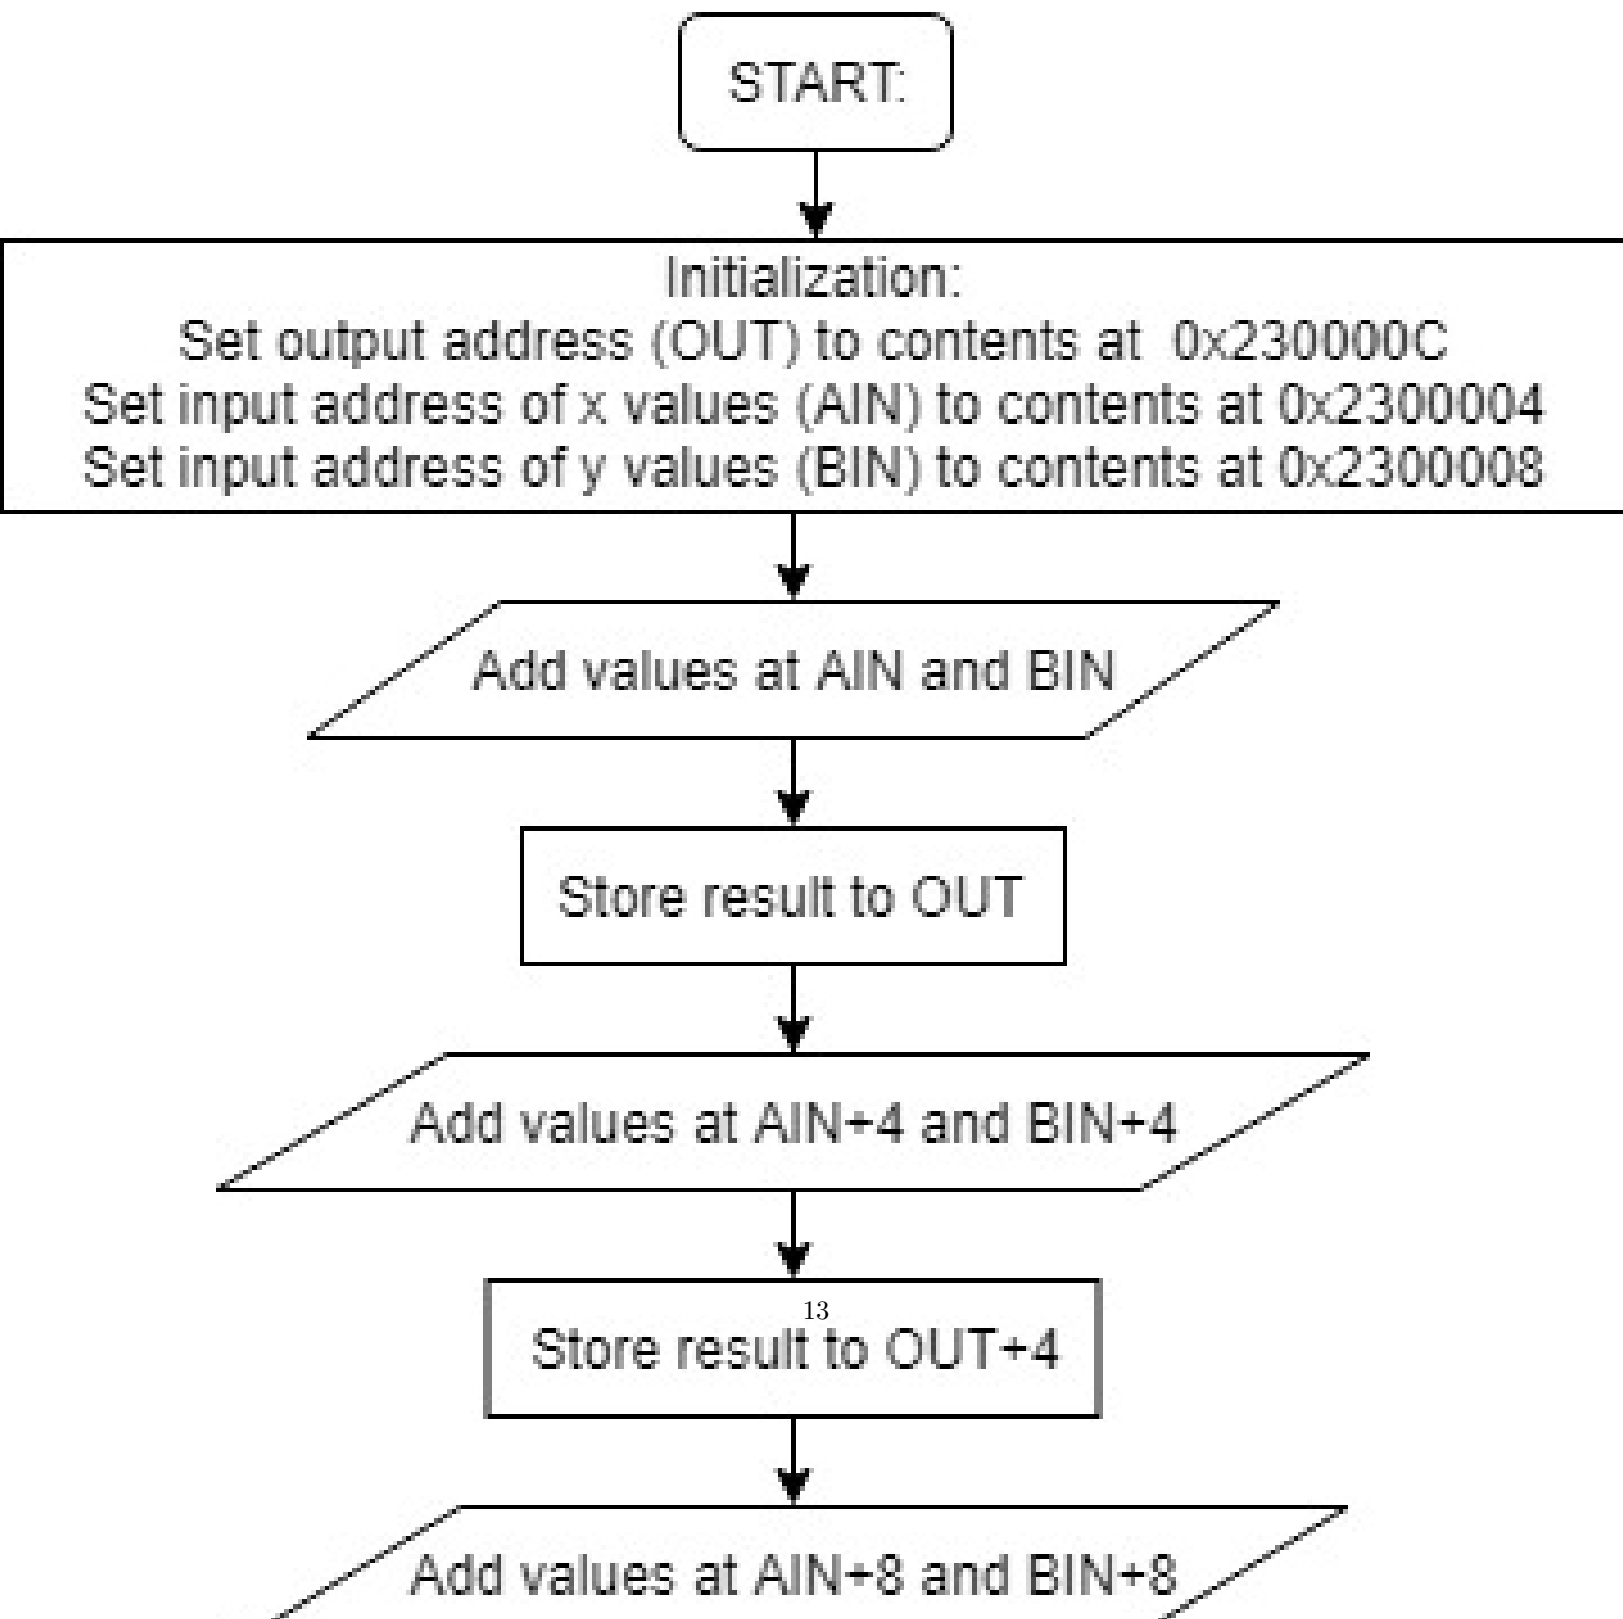 START:
Initialization:
Set output address (OUT) to contents at  0x230000C
Set input address of x values (AIN) to contents at 0x2300004
Set input address of y values (BIN) to contents at 0x2300008
Add values at AIN and BIN
Store result to OUT
Add values at AIN+4 and BIN+4
13
Store result to OUT+4
Add values at AIN+8 and BIN+8